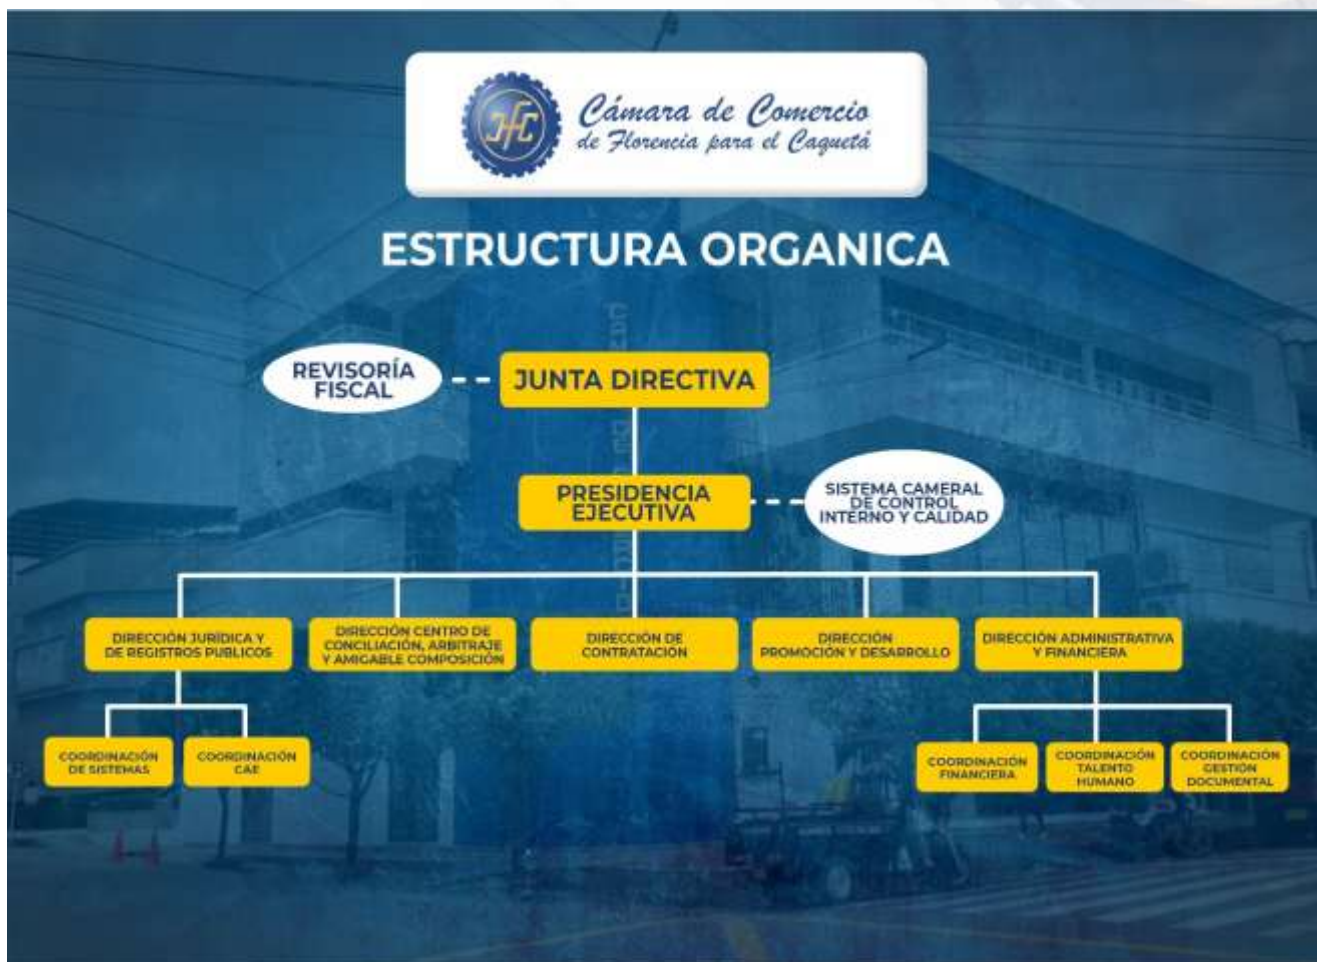 Cámara de Comercio
de Florencia para el Caquetá
ESTRUCTURA ORGANICA
REVISORÍA
FISCAL
JUNTA DIRECTIVA
PRESIDENCIA
EJECUTIVA
SISTEMA CAMERAL
DE CONTROL
INTERNO Y CALIDAD
DIRECCIÓN JURÍDICA Y
DE REGISTROS PUBLICOS
DIRECCIÓN CENTRO DE
CONCILIACIÓN, ARBITRAJE
Y AMIGABLE COMPOSICIÓN
DIRECCIÓN DE
CONTRATACIÓN
DIRECCIÓN
PROMOCIÓN Y DESARROLLO
DIRECCIÓN ADMINISTRATIVA
Y FINANCIERA
COORDINACIÓN
DE SISTEMAS
COORDINACIÓN
CAE
COORDINACIÓN
FINANCIERA
COORDINACIÓN
TALENTO
HUMANO
COORDINACIÓN
GESTIÓN
DOCUMENTAL